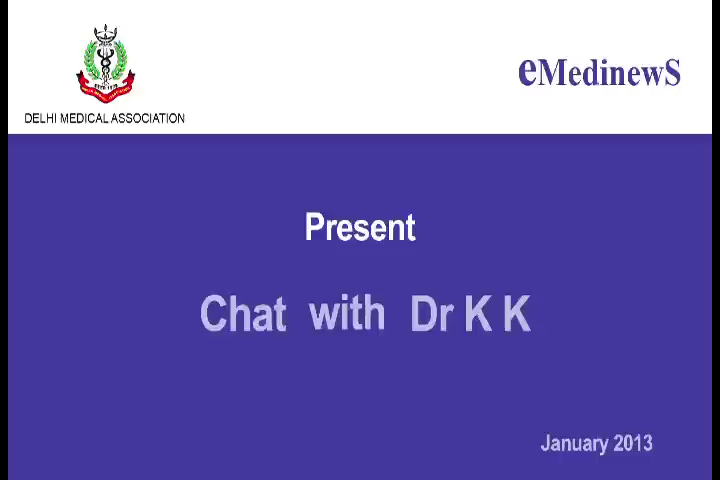 DELHI MEDICAL ASSOCIATION
eMedinewS
Present
Chat with Dr K K
January 2013